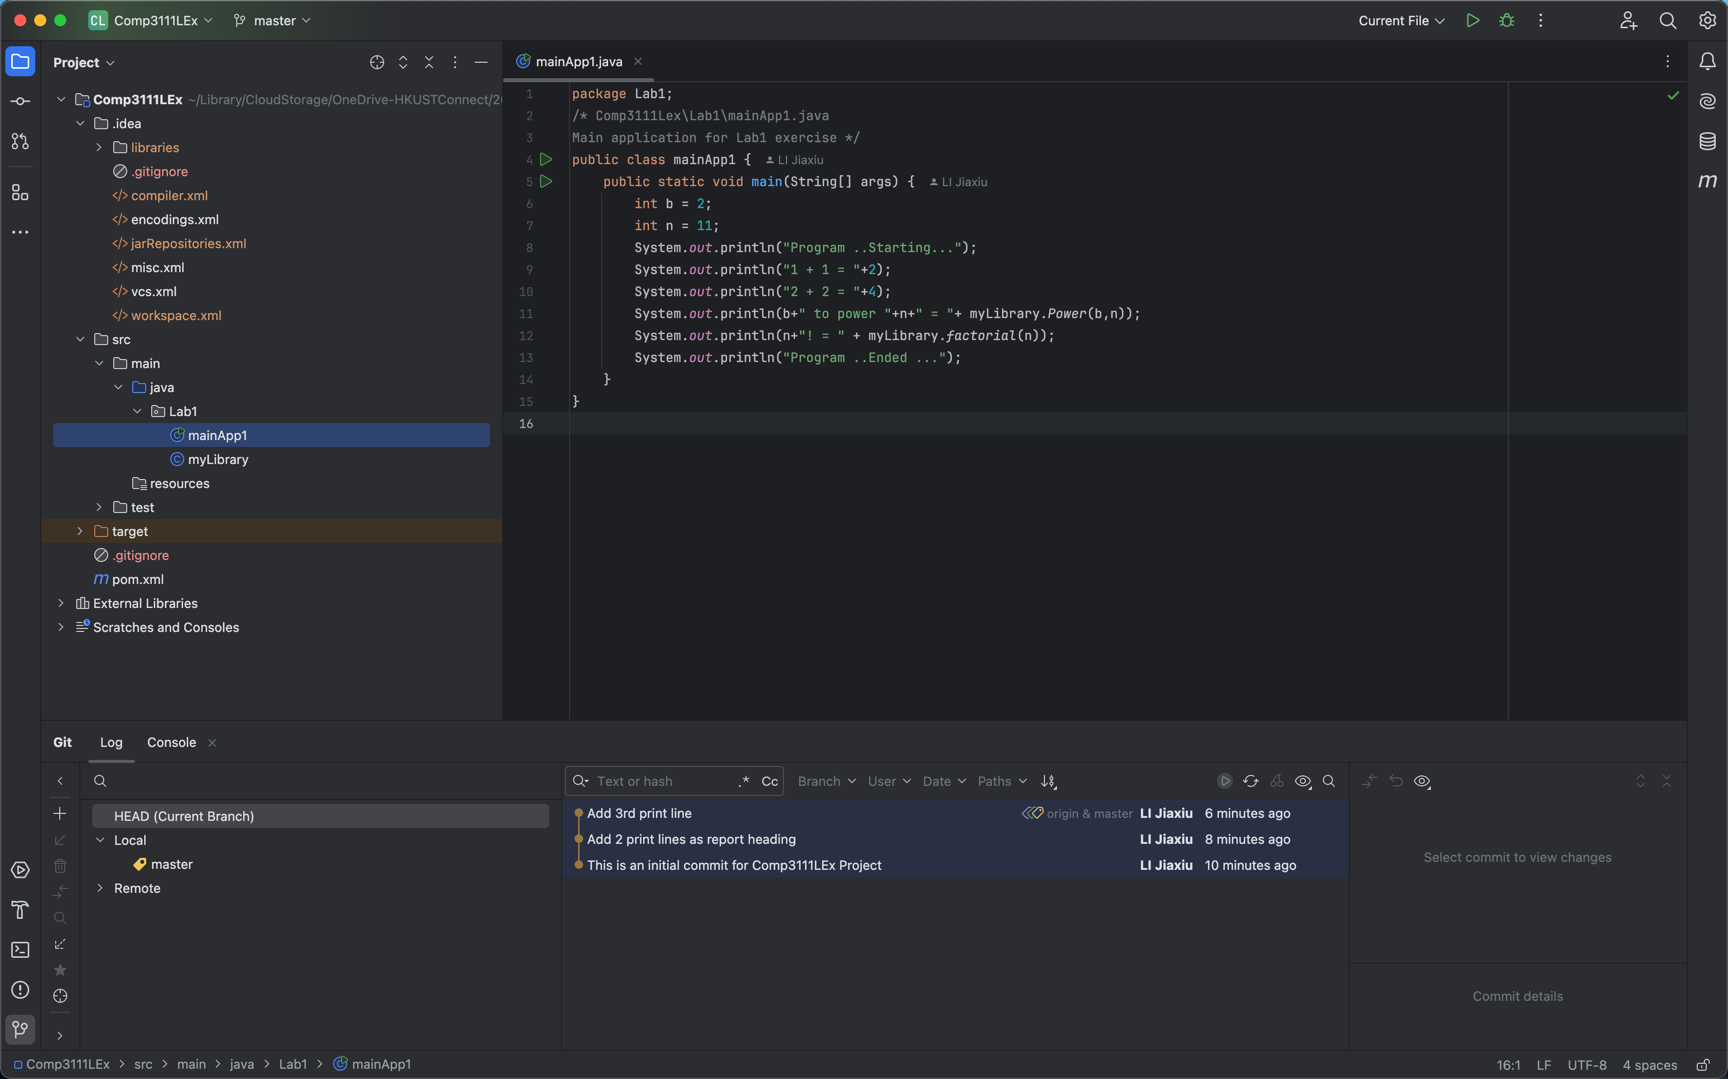 CL Comp3111LEx master Current File
Project
mainApp1.java
Comp3111LEx ~/Library/CloudStorage/OneDrive-HKUSTConnect/20
.idea
libraries
.gitignore
</> compiler.xml
</> encodings.xml
</> jarRepositories.xml
</> misc.xml
</> vcs.xml
</> workspace.xml
src
main
java
Lab1
mainApp1
myLibrary
resources
test
target
.gitignore
m pom.xml
External Libraries
Scratches and Consoles
1 package Lab1;
2 /* Comp3111Lex\Lab1\mainApp1.java
3 Main application for Lab1 exercise */
4 public class mainApp1 { LI Jiaxiu
5 public static void main(String[] args) { LI Jiaxiu
6 int b = 2;
7 int n = 11;
8 System.out.println("Program ..Starting...");
9 System.out.println("1 + 1 = "+2);
10 System.out.println("2 + 2 = "+4);
11 System.out.println(b+" to power "+n+" = "+ myLibrary.Power(b,n));
12 System.out.println(n+"! = " + myLibrary.factorial(n));
13 System.out.println("Program ..Ended ...");
14 }
15 }
16
m
Git Log Console
HEAD (Current Branch)
Local
master
Remote
Text or hash .* Cc Branch User Date Paths
Add 3rd print line origin & master LI Jiaxiu 6 minutes ago
Add 2 print lines as report heading LI Jiaxiu 8 minutes ago
This is an initial commit for Comp3111LEx Project LI Jiaxiu 10 minutes ago
Select commit to view changes
Commit details
Comp3111LEx > src > main > java > Lab1 > mainApp1 16:1 LF UTF-8 4 spaces